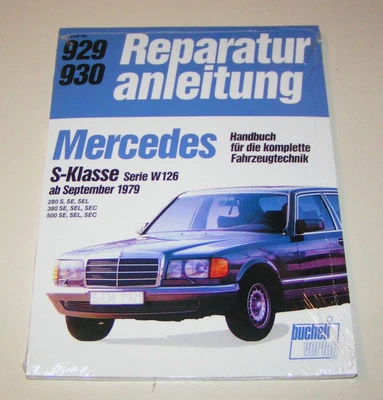 929
930
Reparatur
anleitung
Mercedes
S-Klasse Serie W126
ab September 1979
280 S, SE, SEL
380 SE, SEL, SEC
500 SE, SEL, SEC
Handbuch
für die komplette
Fahrzeugtechnik
bucheli
verlag